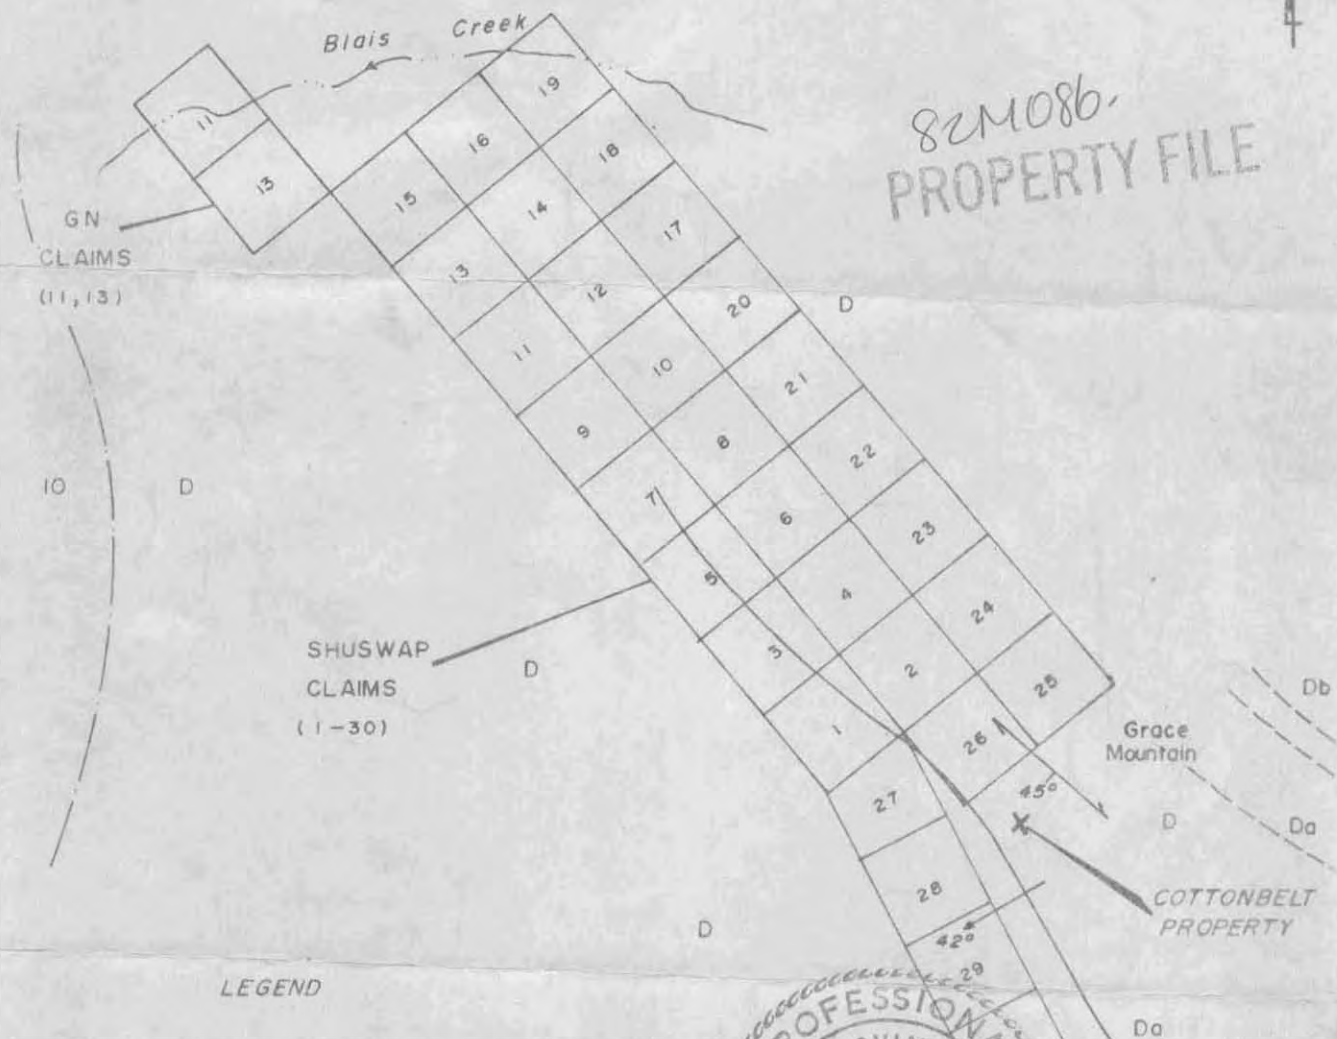 Blais Creek
82M086.
PROPERTY FILE
19
16
18
11
13
15
14
17
GN
CLAIMS
(11,13)
13
12
20
D
11
10
21
9
8
22
10
D
7
6
23
5
4
24
SHUSWAP
CLAIMS
(1-30)
D
3
2
25
Db
1
26
Grace
Mountain
27
45°
D
Da
28
COTTONBELT
PROPERTY
D
42°
29
LEGEND
Da